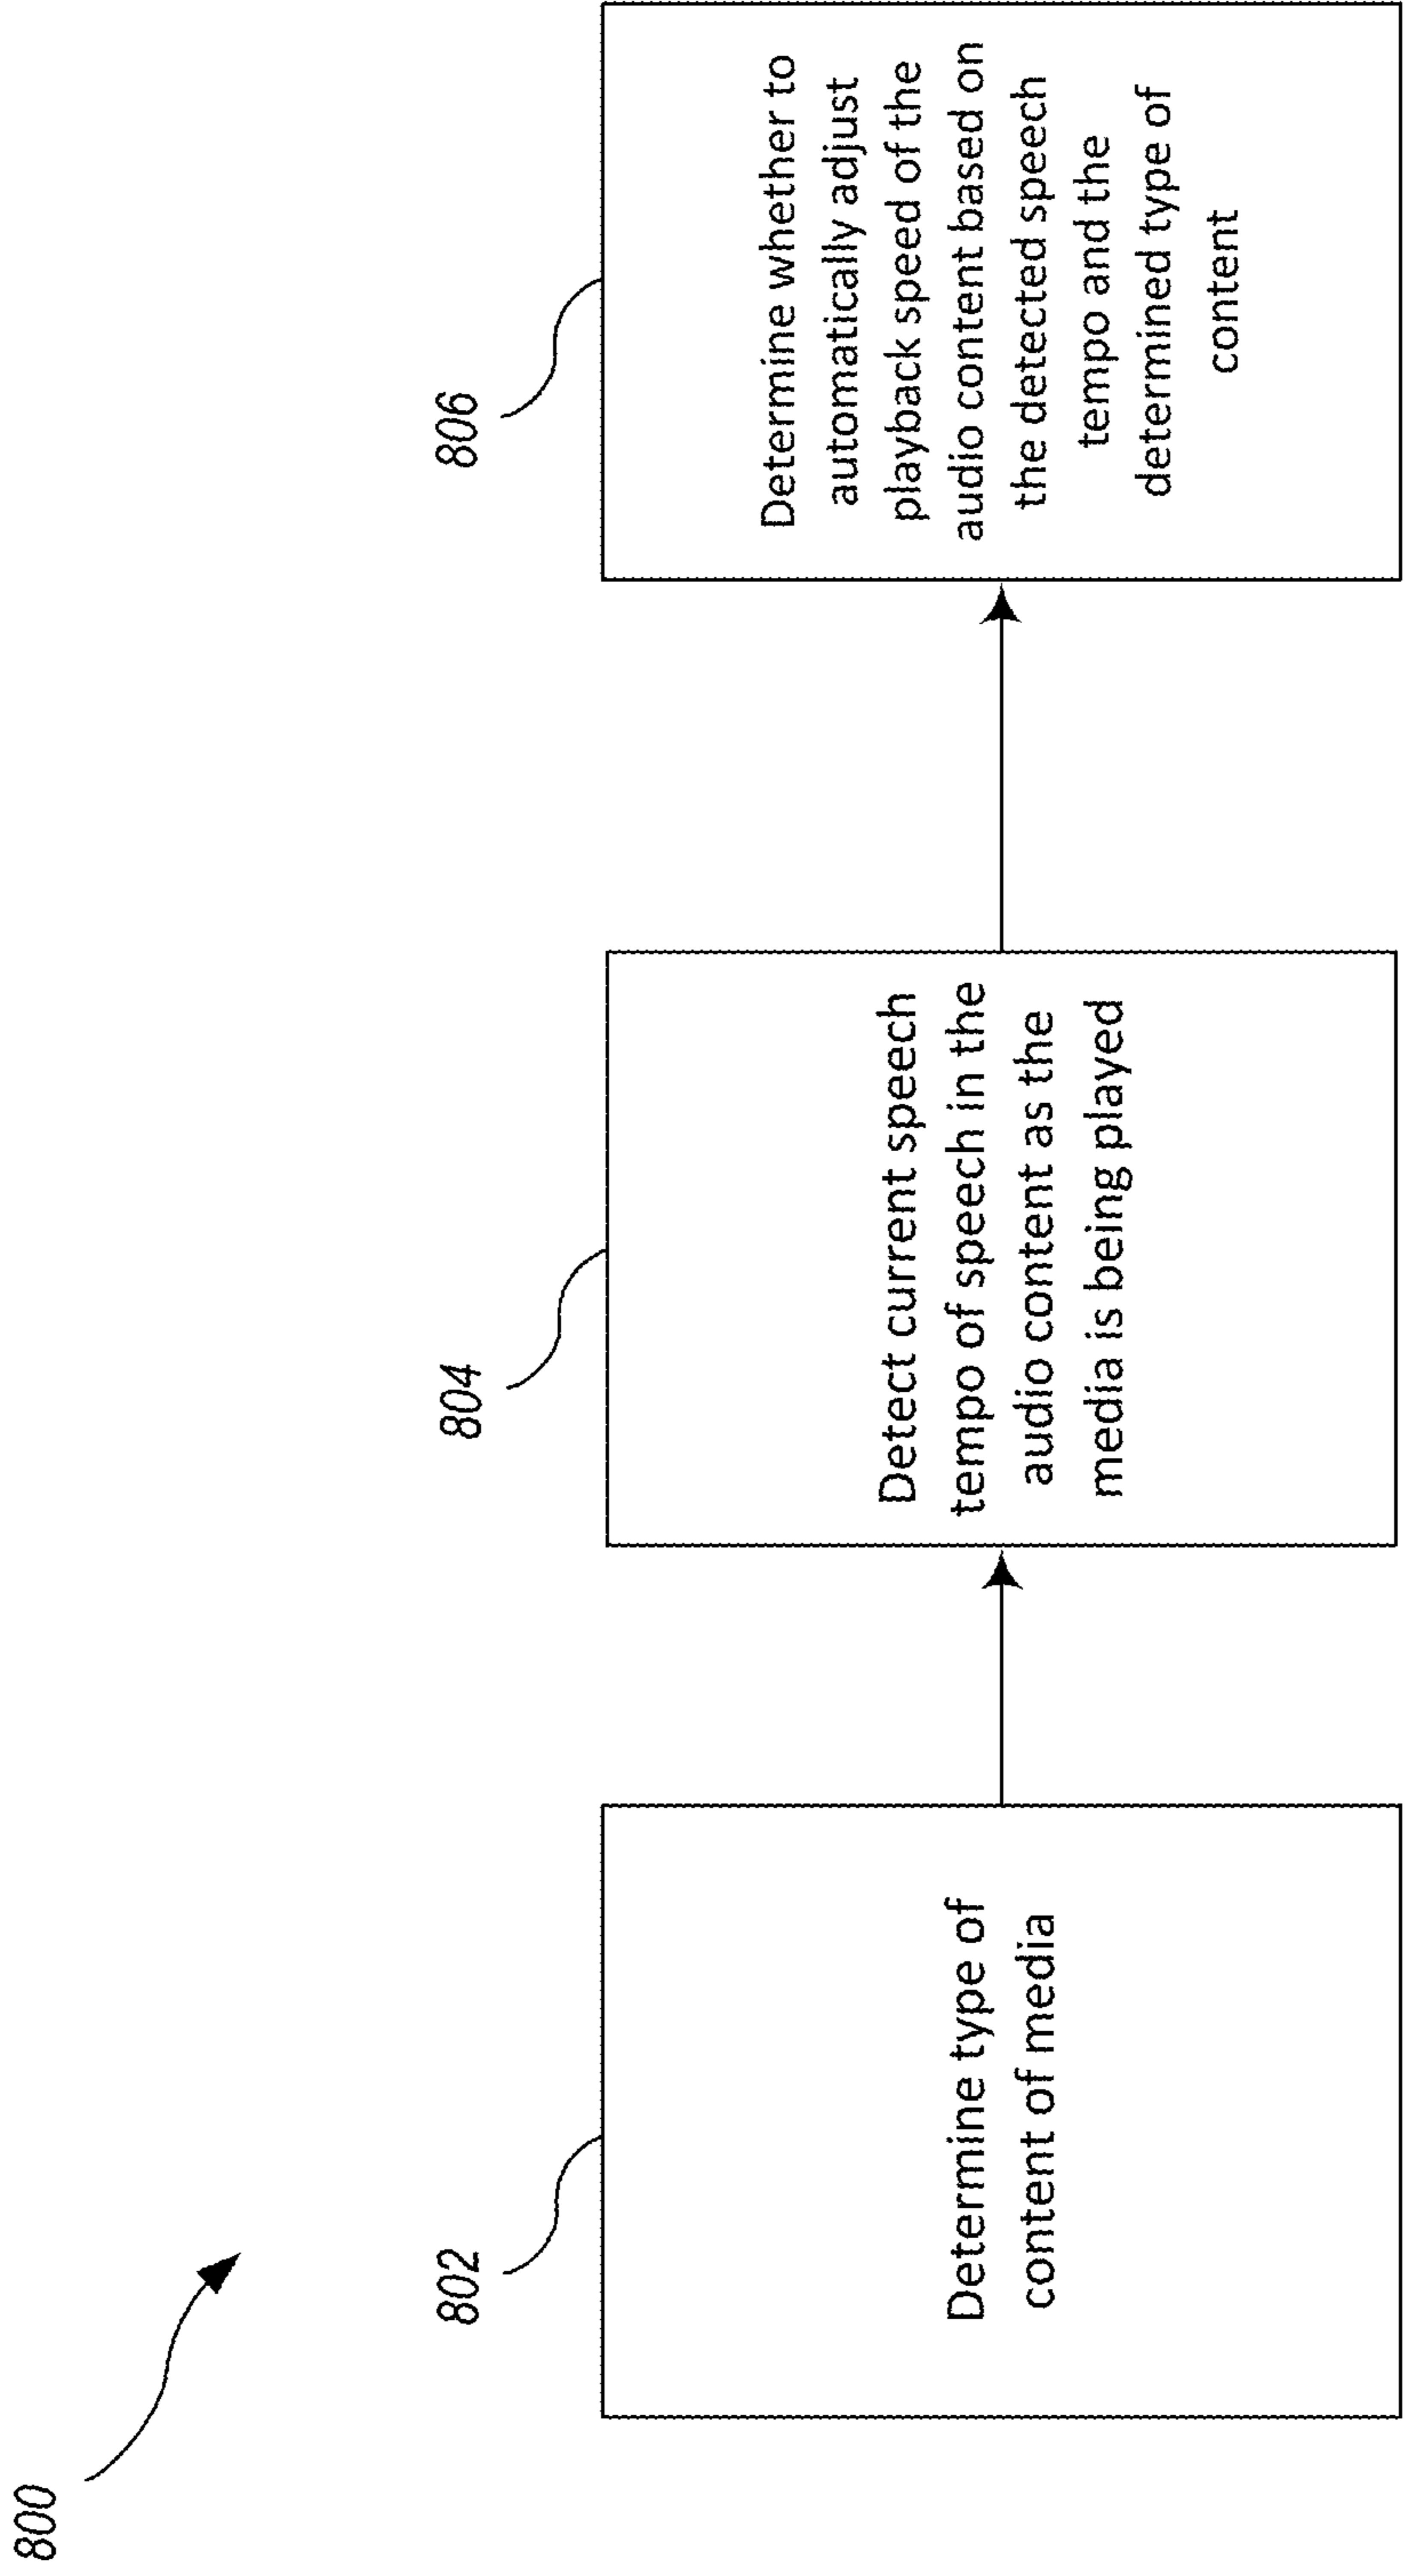 800
802
Determine type of
content of media
804
Detect current speech
tempo of speech in the
audio content as the
media is being played
806
Determine whether to
automatically adjust
playback speed of the
audio content based on
the detected speech
tempo and the
determined type of
content